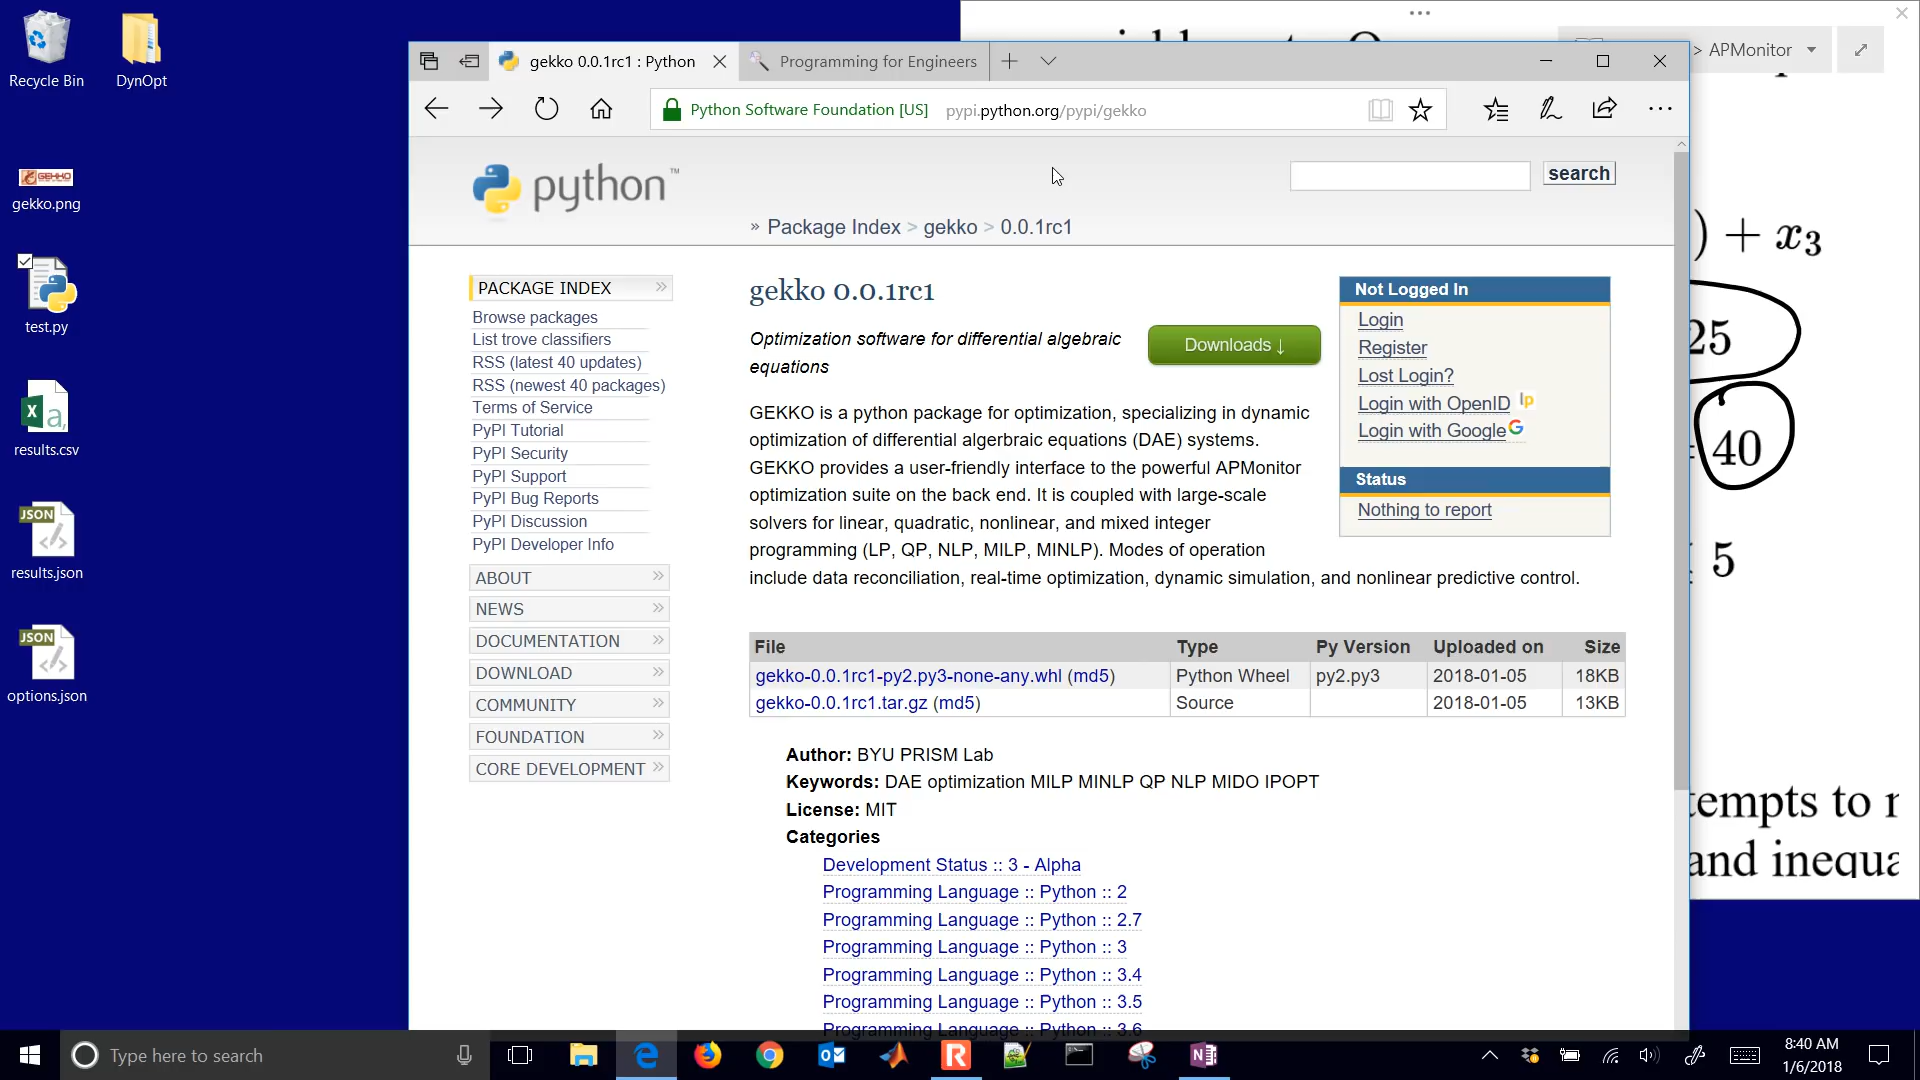 Recycle Bin
DynOpt
gekko.png
test.py
results.csv
JSON
results.json
JSON
options.json
gekko 0.0.1rc1 : Python
Programming for Engineers
> APMonitor
Python Software Foundation [US]
pypi.python.org/pypi/gekko
python™
search
» Package Index > gekko > 0.0.1rc1
PACKAGE INDEX »
Browse packages
List trove classifiers
RSS (latest 40 updates)
RSS (newest 40 packages)
Terms of Service
PyPI Tutorial
PyPI Security
PyPI Support
PyPI Bug Reports
PyPI Discussion
PyPI Developer Info
ABOUT »
NEWS »
DOCUMENTATION »
DOWNLOAD »
COMMUNITY »
FOUNDATION »
CORE DEVELOPMENT »
gekko 0.0.1rc1
Optimization software for differential algebraic
equations
Downloads ↓
GEKKO is a python package for optimization, specializing in dynamic
optimization of differential algerbraic equations (DAE) systems.
GEKKO provides a user-friendly interface to the powerful APMonitor
optimization suite on the back end. It is coupled with large-scale
solvers for linear, quadratic, nonlinear, and mixed integer
programming (LP, QP, NLP, MILP, MINLP). Modes of operation
include data reconciliation, real-time optimization, dynamic simulation, and nonlinear predictive control.
Not Logged In
Login
Register
Lost Login?
Login with OpenID
Login with Google
Status
Nothing to report
File Type Py Version Uploaded on Size
gekko-0.0.1rc1-py2.py3-none-any.whl (md5) Python Wheel py2.py3 2018-01-05 18KB
gekko-0.0.1rc1.tar.gz (md5) Source 2018-01-05 13KB
Author: BYU PRISM Lab
Keywords: DAE optimization MILP MINLP QP NLP MIDO IPOPT
License: MIT
Categories
Development Status :: 3 - Alpha
Programming Language :: Python :: 2
Programming Language :: Python :: 2.7
Programming Language :: Python :: 3
Programming Language :: Python :: 3.4
Programming Language :: Python :: 3.5
Programming Language :: Python :: 3.6
) + x₃
25
40
5
tempts to
and
Type here to search
8:40 AM
1/6/2018